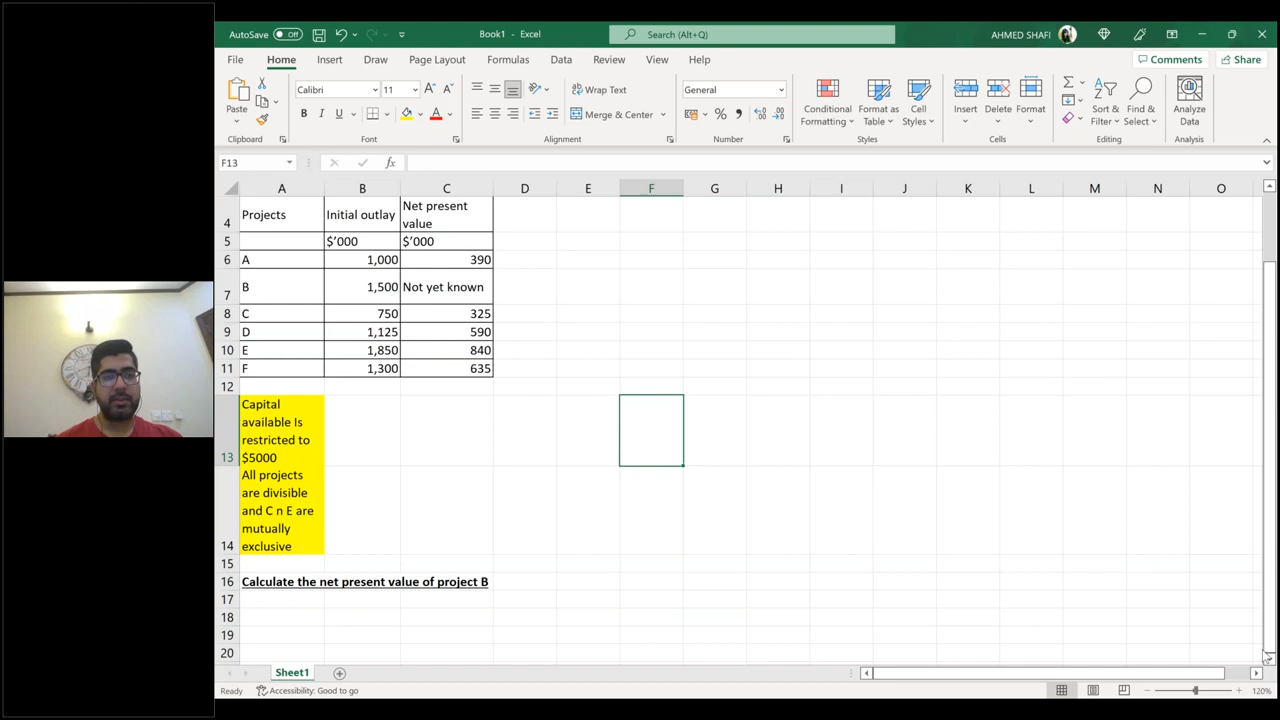 AutoSave Off Book1 - Excel Search (Alt+Q) AHMED SHAFI
File Home Insert Draw Page Layout Formulas Data Review View Help Comments Share
Paste Calibri 11 A A Wrap Text General Conditional Formatting Format as Table Cell Styles Insert Delete Format Sort & Filter Find & Select Analyze Data
B I U A Merge & Center % 9
Clipboard Font Alignment Number Styles Cells Editing Analysis
F13 fx
A B C D E F G H I J K L M N O
4 Projects Initial outlay Net present value
5 $'000 $'000
6 A 1,000 390
7 B 1,500 Not yet known
8 C 750 325
9 D 1,125 590
10 E 1,850 840
11 F 1,300 635
12
Capital
available Is
restricted to
13 $5000
All projects
are divisible
and C n E are
mutually
14 exclusive
15
16 Calculate the net present value of project B
17
18
19
20
Sheet1
Ready Accessibility: Good to go 120%